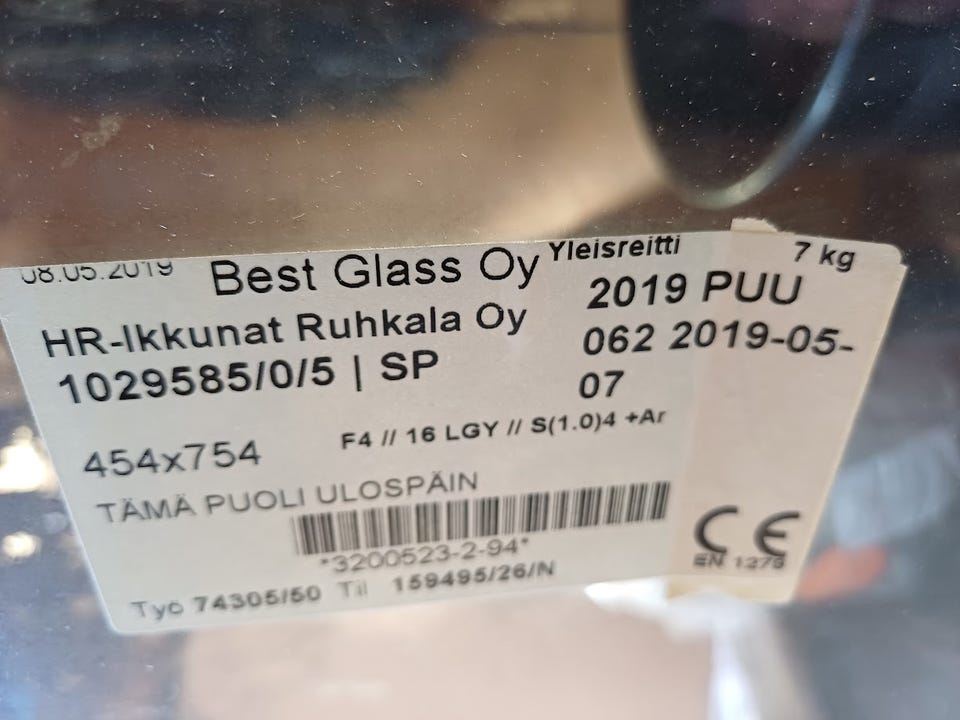 08.05.2019 Best Glass Oy Yleisreitti 7 kg
HR-Ikkunat Ruhkala Oy 2019 PUU
1029585/0/5 | SP 062 2019-05-
07
454x754 F4 // 16 LGY // S(1.0)4 +Ar
TÄMÄ PUOLI ULOSPÄIN
*3200523-2-94*
CE
EN 1279
Työ 74305/50 Til 159495/26/N